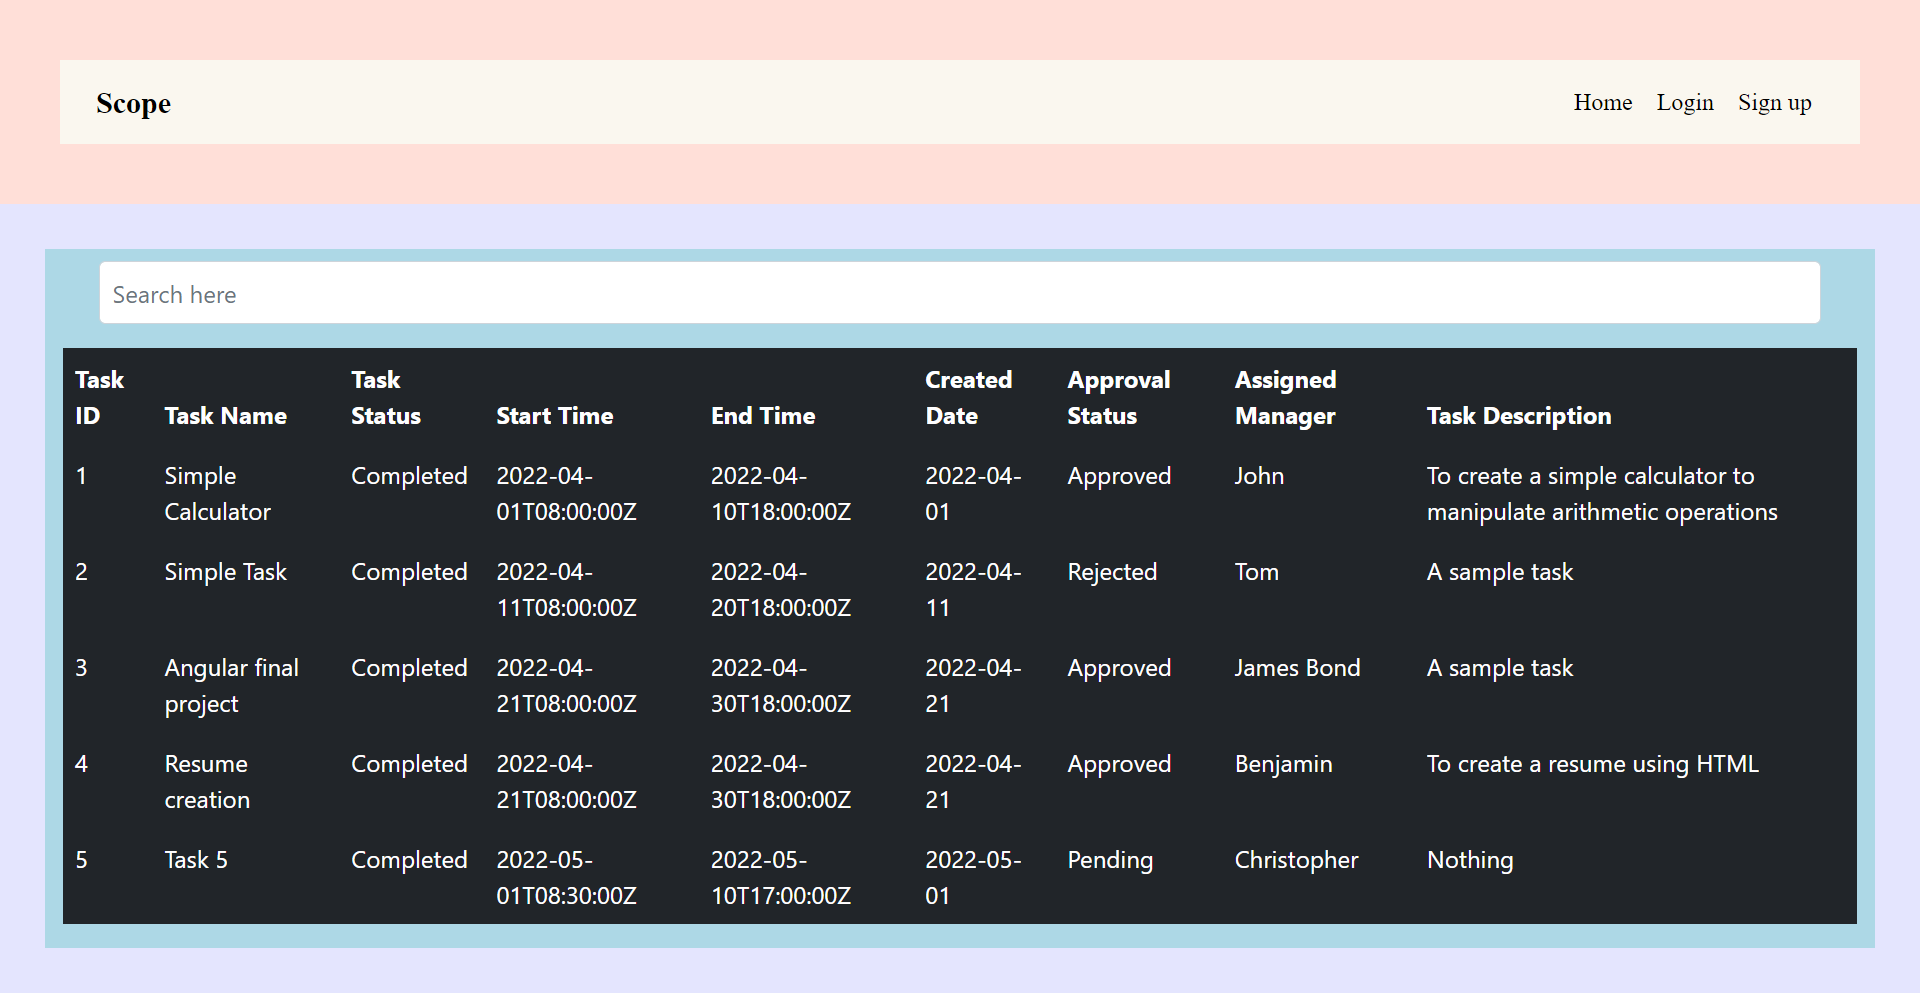 Scope
Home Login Sign up
Search here
Task ID Task Name Task Status Start Time End Time Created Date Approval Status Assigned Manager Task Description
1 Simple Calculator Completed 2022-04-01T08:00:00Z 2022-04-10T18:00:00Z 2022-04-01 Approved John To create a simple calculator to manipulate arithmetic operations
2 Simple Task Completed 2022-04-11T08:00:00Z 2022-04-20T18:00:00Z 2022-04-11 Rejected Tom A sample task
3 Angular final project Completed 2022-04-21T08:00:00Z 2022-04-30T18:00:00Z 2022-04-21 Approved James Bond A sample task
4 Resume creation Completed 2022-04-21T08:00:00Z 2022-04-30T18:00:00Z 2022-04-21 Approved Benjamin To create a resume using HTML
5 Task 5 Completed 2022-05-01T08:30:00Z 2022-05-10T17:00:00Z 2022-05-01 Pending Christopher Nothing